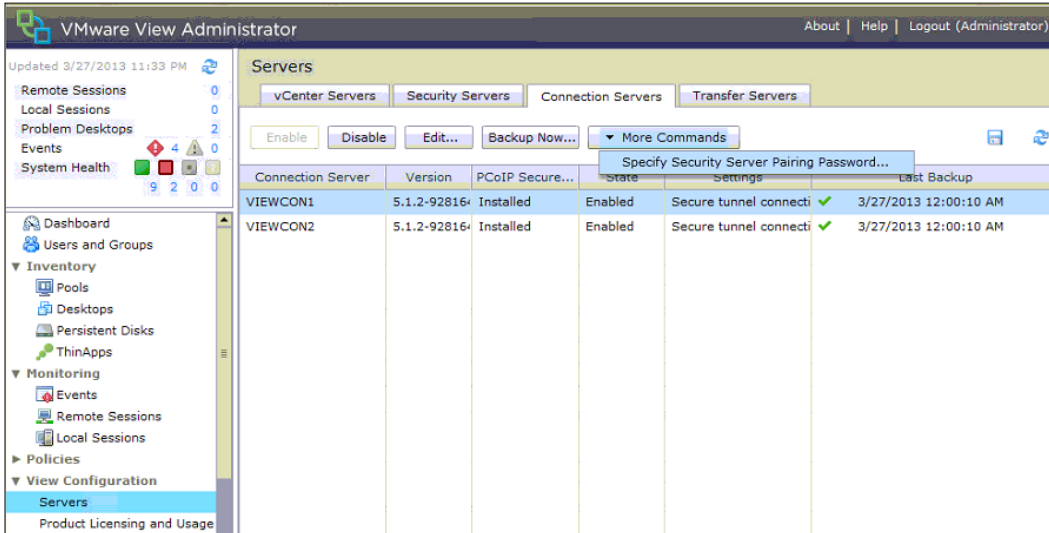 VMware View Administrator
About | Help | Logout (Administrator)
Updated 3/27/2013 11:33 PM
Remote Sessions 0
Local Sessions 0
Problem Desktops 2
Events 4 0
System Health
9 2 0 0
Dashboard
Users and Groups
Inventory
Pools
Desktops
Persistent Disks
ThinApps
Monitoring
Events
Remote Sessions
Local Sessions
Policies
View Configuration
Servers
Product Licensing and Usage
Servers
vCenter Servers Security Servers Connection Servers Transfer Servers
Enable Disable Edit... Backup Now... More Commands
Specify Security Server Pairing Password...
Connection Server Version PCoIP Secure... State Settings Last Backup
VIEWCON1 5.1.2-928164 Installed Enabled Secure tunnel connecti 3/27/2013 12:00:10 AM
VIEWCON2 5.1.2-928164 Installed Enabled Secure tunnel connecti 3/27/2013 12:00:10 AM